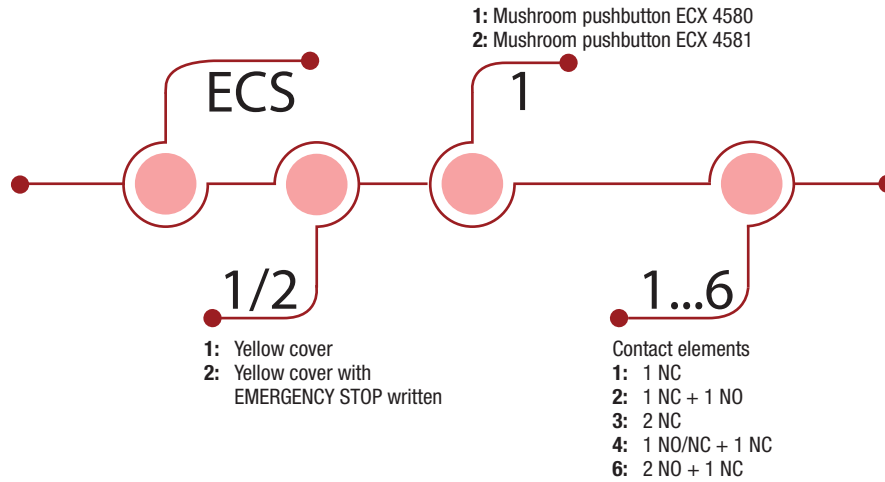 1: Mushroom pushbutton ECX 4580
2: Mushroom pushbutton ECX 4581
ECS
1
1/2
1...6
1: Yellow cover
2: Yellow cover with
EMERGENCY STOP written
Contact elements
1: 1 NC
2: 1 NC + 1 NO
3: 2 NC
4: 1 NO/NC + 1 NC
6: 2 NO + 1 NC